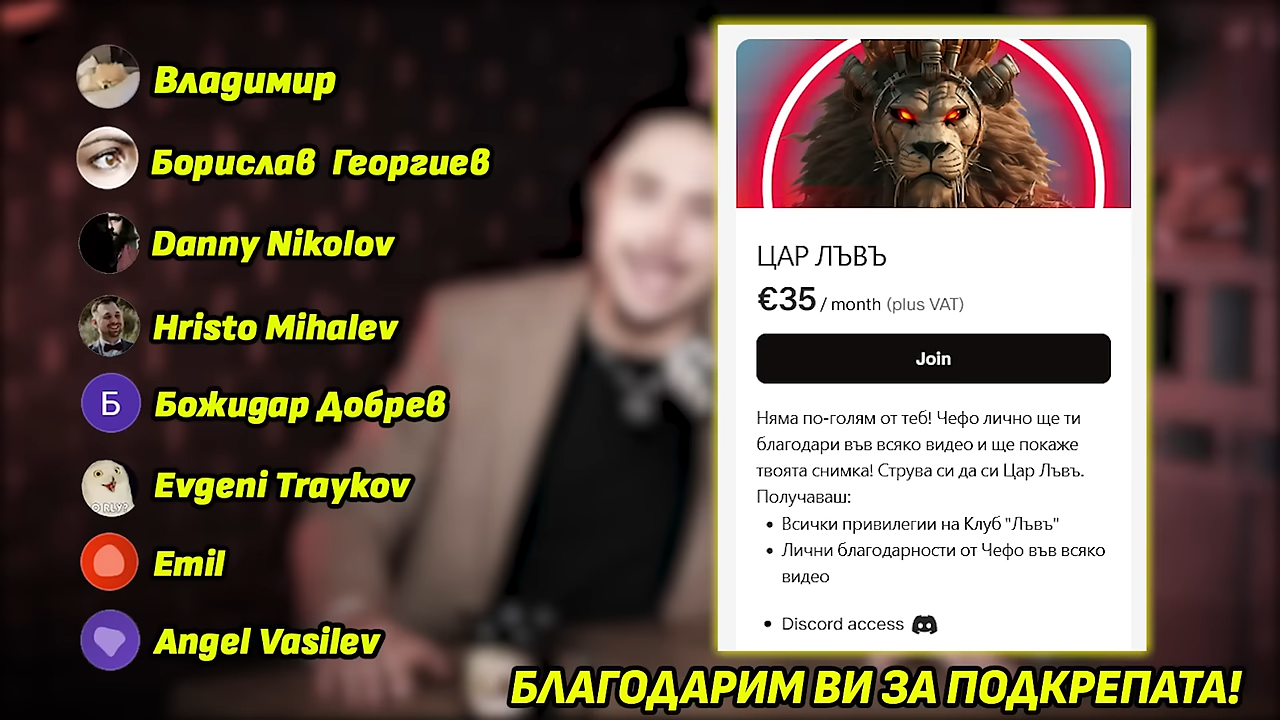 Владимир
Борислав Георгиев
Danny Nikolov
Hristo Mihalev
Б
Божидар Добрев
Evgeni Traykov
O RLY?
Emil
Angel Vasilev
ЦАР ЛЪВЪ
€35 / month (plus VAT)
Join
Няма по-голям от теб! Чефо лично ще ти
благодари във всяко видео и ще покаже
твоята снимка! Струва си да си Цар Лъвъ.
Получаваш:
• Всички привилегии на Клуб "Лъвъ"
• Лични благодарности от Чефо във всяко
видео
• Discord access
БЛАГОДАРИМ ВИ ЗА ПОДКРЕПАТА!